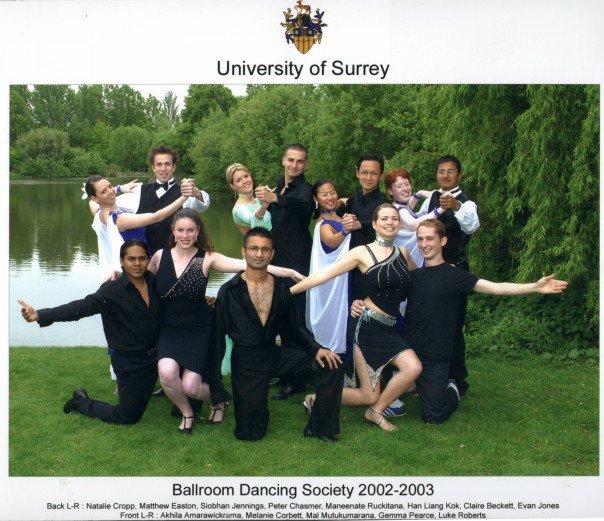 University of Surrey
Ballroom Dancing Society 2002-2003
Back L-R : Natalie Cropp, Matthew Easton, Siobhan Jennings, Peter Chasmer, Maneenate Ruckitana, Han Liang Kok, Claire Beckett, Evan Jones
Front L-R : Akhila Amarawickrama, Melanie Corbett, Mal Mutukumarana, Gemma Pearce, Luke Roberts